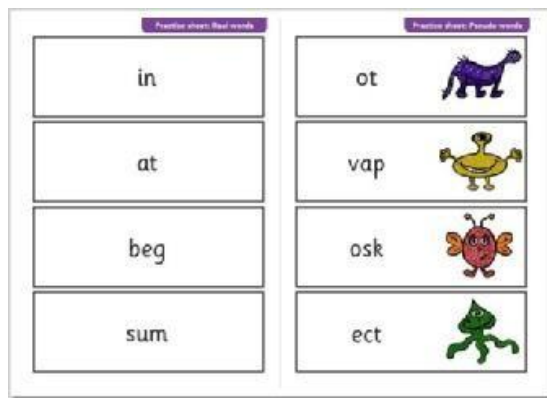 Practice sheet: Real words
in
at
beg
sum
Practice sheet: Pseudo words
ot
vap
osk
ect